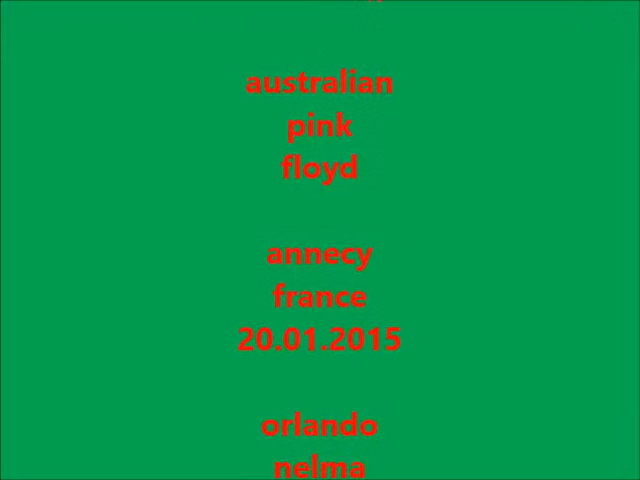 australian
pink
floyd
annecy
france
20.01.2015
orlando
nelma